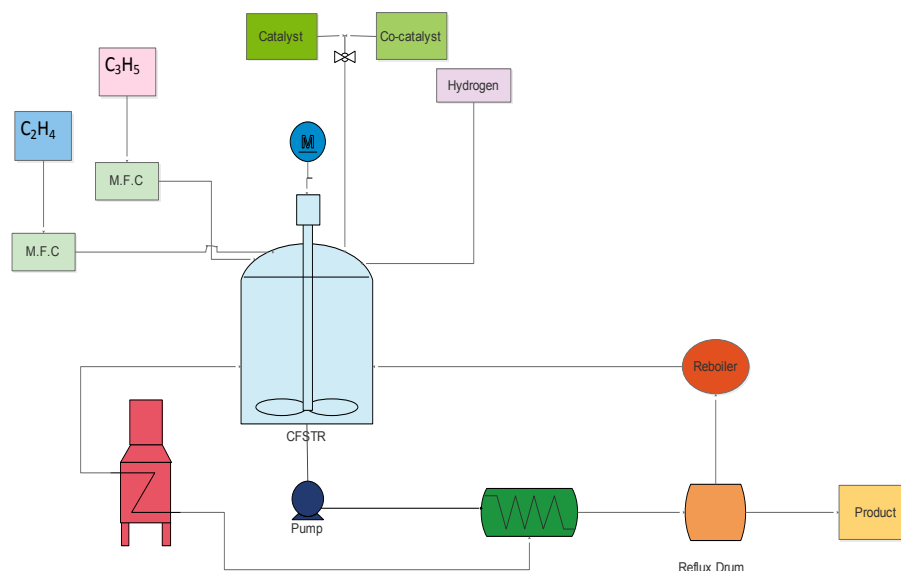 Catalyst
Co-catalyst
C₃H₅
Hydrogen
C₂H₄
M
M.F.C
M.F.C
Reboiler
CFSTR
Pump
Product
Reflux Drum